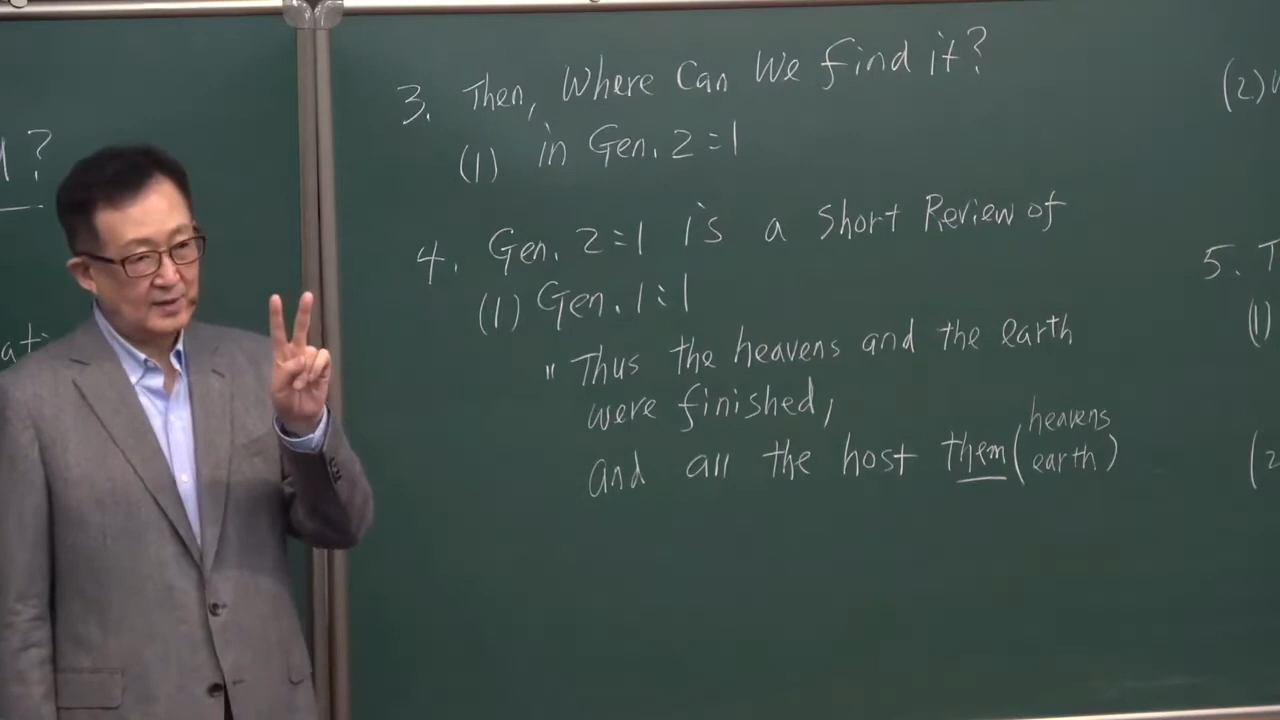 ?
3. Then, Where Can We find it?
(1) in Gen. 2=1
4. Gen. 2=1 is a Short Review of
(1) Gen. 1:1
" Thus the heavens and the earth
were finished,
and all the host them (heavens
earth)
(2)
5.
(1)
(2